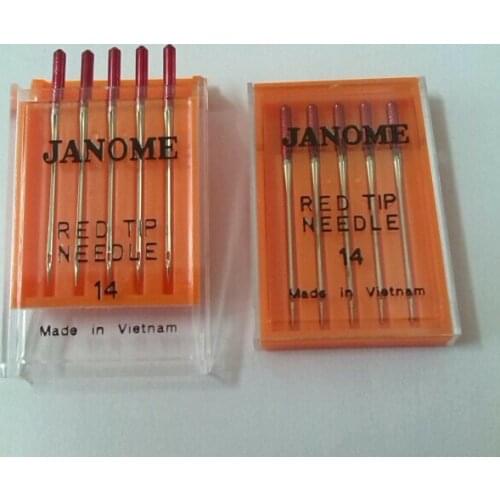 JANOME
RED TIP
NEEDLE
14
Made in Vietnam
JANOME
RED TIP
NEEDLE
14
Made in Vietnam